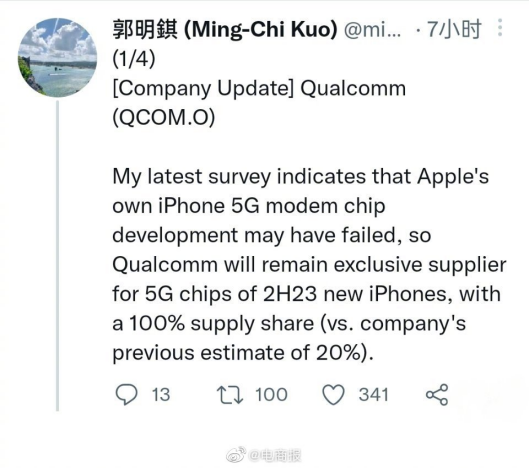 郭明錤 (Ming-Chi Kuo) @mi... · 7小时
(1/4)
[Company Update] Qualcomm
(QCOM.O)
My latest survey indicates that Apple's
own iPhone 5G modem chip
development may have failed, so
Qualcomm will remain exclusive supplier
for 5G chips of 2H23 new iPhones, with
a 100% supply share (vs. company's
previous estimate of 20%).
13 100 341
@电商报